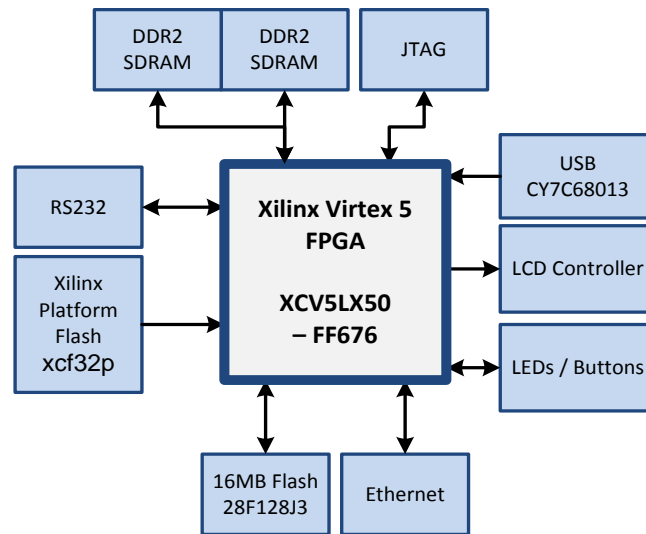 DDR2
SDRAM
DDR2
SDRAM
JTAG
USB
CY7C68013
RS232
Xilinx Virtex 5
FPGA
XCV5LX50
– FF676
LCD Controller
Xilinx
Platform
Flash
xcf32p
LEDs / Buttons
16MB Flash
28F128J3
Ethernet